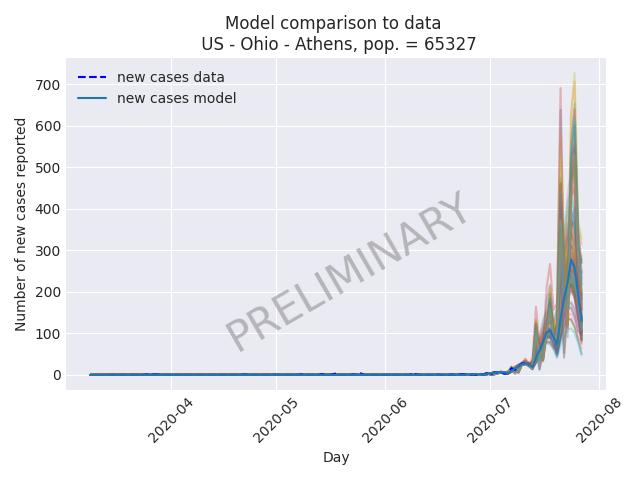 Model comparison to data
US - Ohio - Athens, pop. = 65327
new cases data
new cases model
700
600
500
400
300
200
100
0
Number of new cases reported
PRELIMINARY
2020-04
2020-05
2020-06
2020-07
2020-08
Day